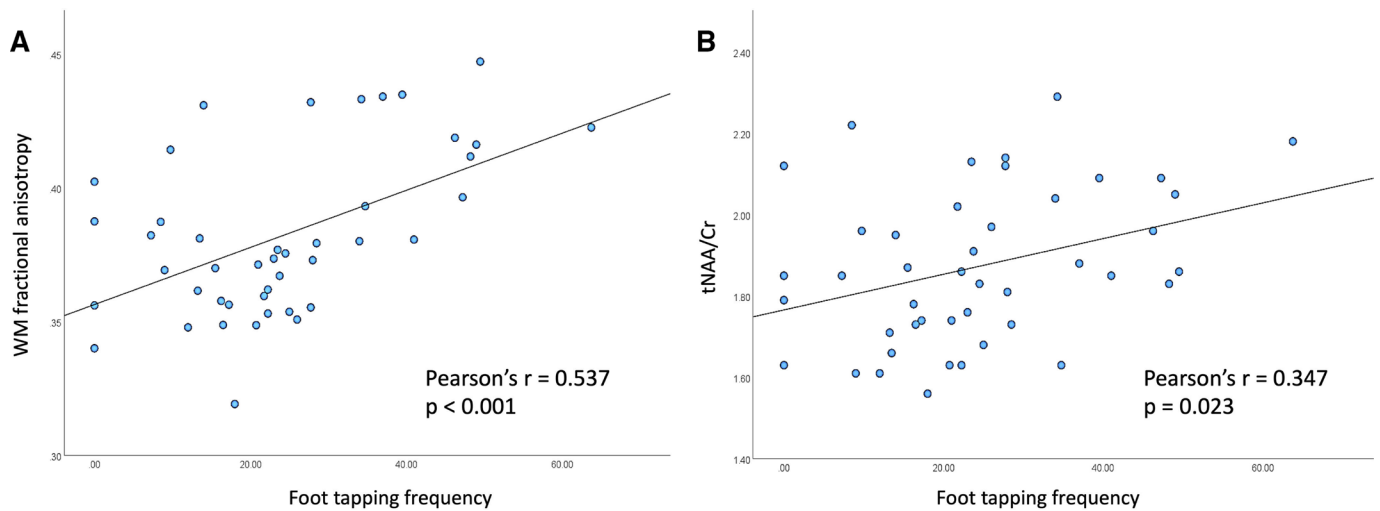 A
WM fractional anisotropy
45
40
35
30
Pearson's r = 0.537
p < 0.001
.00 20.00 40.00 60.00
Foot tapping frequency
B
tNAA/Cr
2.40
2.20
2.00
1.80
1.60
1.40
Pearson's r = 0.347
p = 0.023
.00 20.00 40.00 60.00
Foot tapping frequency